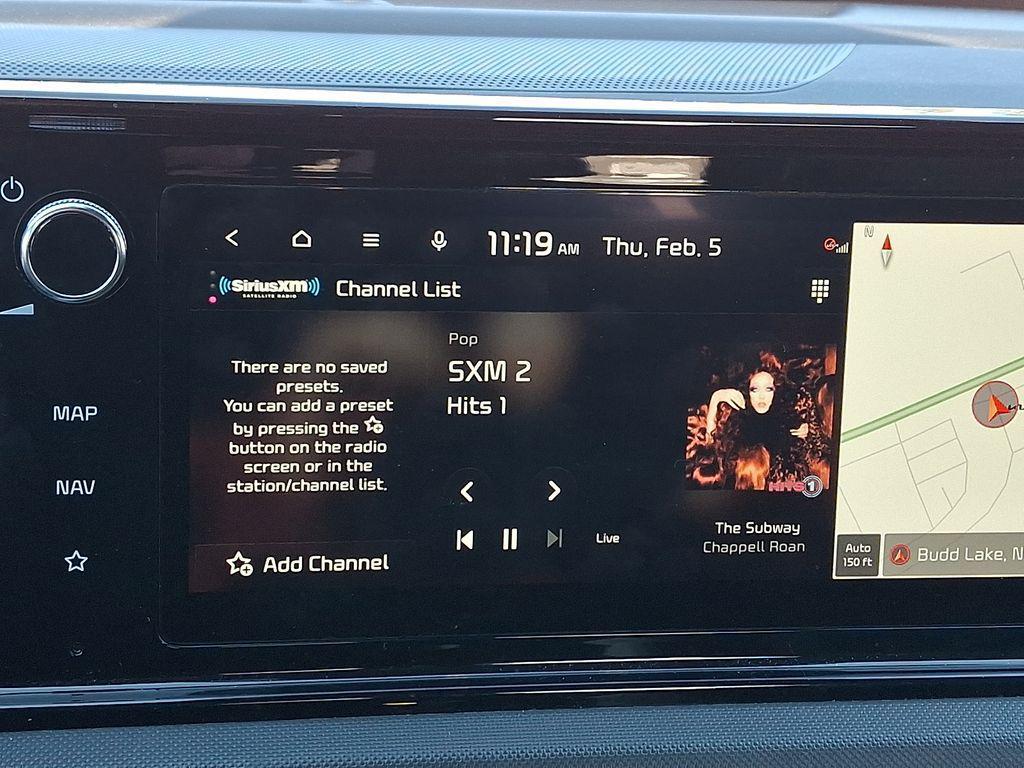 11:19 AM Thu, Feb. 5
N
SiriusXM
SATELLITE RADIO
Channel List
Pop
There are no saved
presets.
You can add a preset
by pressing the
button on the radio
screen or in the
station/channel list.
SXM 2
Hits 1
MAP
NAV
HITS 1
Live
The Subway
Chappell Roan
Add Channel
Auto
150 ft
Budd Lake, N